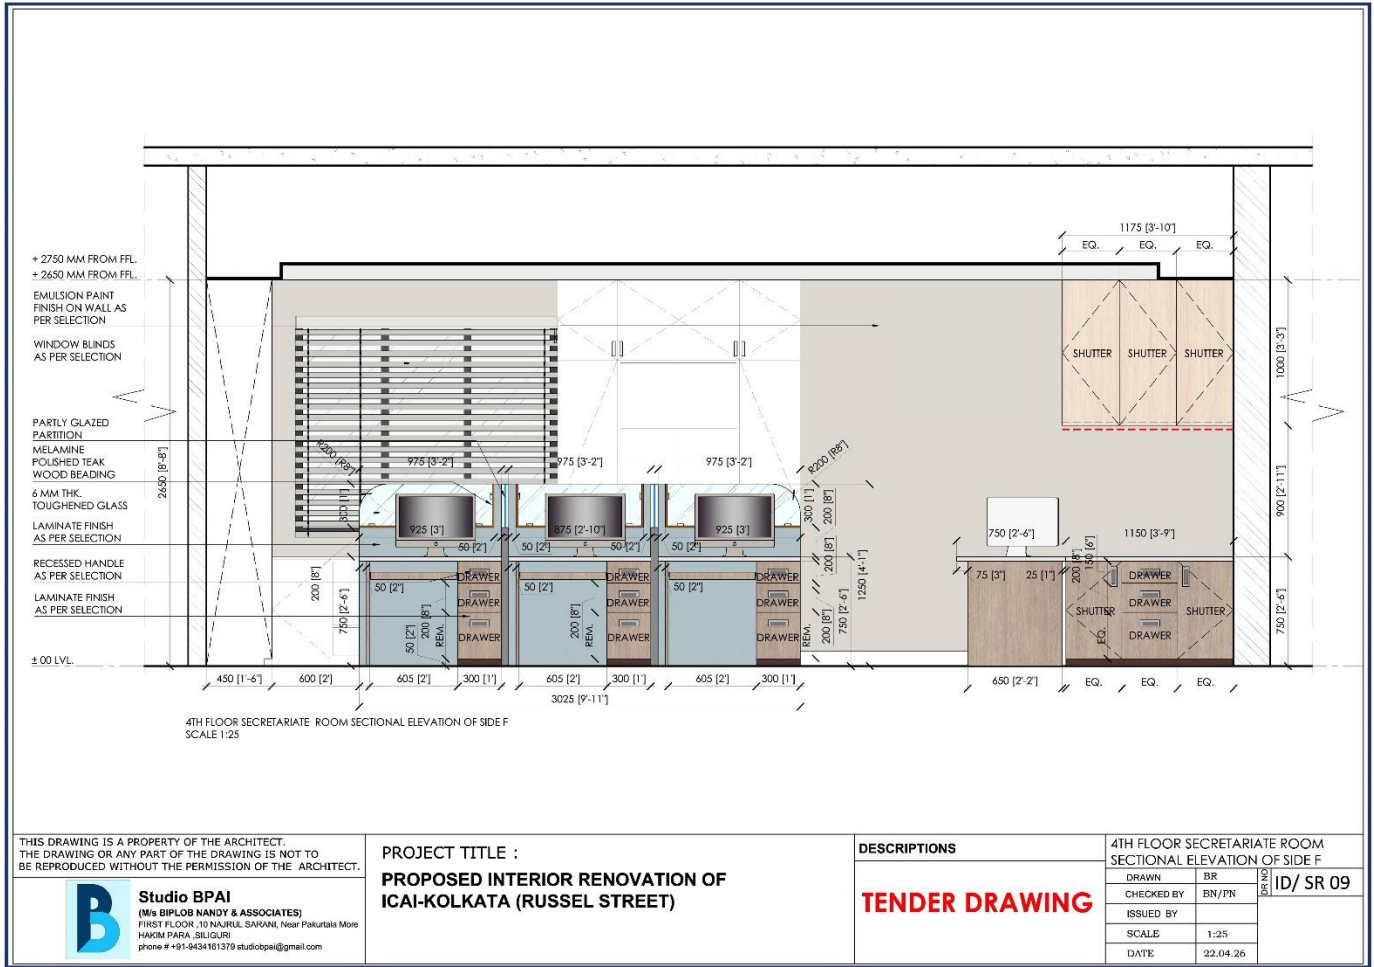 1175 [3'-10"]
EQ. EQ. EQ.
+ 2750 MM FROM FFL.
+ 2650 MM FROM FFL.
EMULSION PAINT
FINISH ON WALL AS
PER SELECTION
WINDOW BLINDS
AS PER SELECTION
SHUTTER SHUTTER SHUTTER
1000 [3'-3"]
PARTLY GLAZED
PARTITION
MELAMINE
POLISHED TEAK
WOOD BEADING
6 MM THK.
TOUGHENED GLASS
LAMINATE FINISH
AS PER SELECTION
RECESSED HANDLE
AS PER SELECTION
LAMINATE FINISH
AS PER SELECTION
± 00 LVL.
2650 [8'-8"]
R200 [R8"] 975 [3'-2"] 975 [3'-2"] 975 [3'-2"] R200 [R8"]
300 [1'] 300 [1'] 200 [8"]
900 [2'-11"]
925 [3'] 875 [2'-10"] 925 [3'] 750 [2'-6"] 1150 [3'-9"]
50 [2"] 50 [2"] 50 [2"] 50 [2"] 200 [8"] 1250 [4'-1"] 200 [8"] 150 [6"]
200 [8"] 50 [2"] DRAWER 50 [2"] DRAWER 50 [2"] DRAWER 75 [3"] 25 [1"] DRAWER
DRAWER DRAWER DRAWER DRAWER
750 [2'-6"] 50 [2"] 200 [8"] REM. DRAWER 200 [8"] REM. DRAWER DRAWER REM. 200 [8"] 750 [2'-6"] SHUTTER EQ. DRAWER SHUTTER 750 [2'-6"]
450 [1'-6"] 600 [2'] 605 [2'] 300 [1'] 605 [2'] 300 [1'] 605 [2'] 300 [1'] 650 [2'-2"] EQ. EQ. EQ.
3025 [9'-11"]
4TH FLOOR SECRETARIATE ROOM SECTIONAL ELEVATION OF SIDE F
SCALE 1:25
THIS DRAWING IS A PROPERTY OF THE ARCHITECT.
THE DRAWING OR ANY PART OF THE DRAWING IS NOT TO
BE REPRODUCED WITHOUT THE PERMISSION OF THE ARCHITECT.
Studio BPAI
(M/s BIPLOB NANDY & ASSOCIATES)
FIRST FLOOR ,10 NAJRUL SARANI, Near Pakurtala More
HAKIM PARA ,SILIGURI
phone # +91-9434161379 studiobpai@gmail.com
PROJECT TITLE :
PROPOSED INTERIOR RENOVATION OF
ICAI-KOLKATA (RUSSEL STREET)
DESCRIPTIONS
TENDER DRAWING
4TH FLOOR SECRETARIATE ROOM
SECTIONAL ELEVATION OF SIDE F
DRAWN BR
CHECKED BY BN/PN
ISSUED BY
SCALE 1:25
DATE 22.04.26
DR NO ID/ SR 09